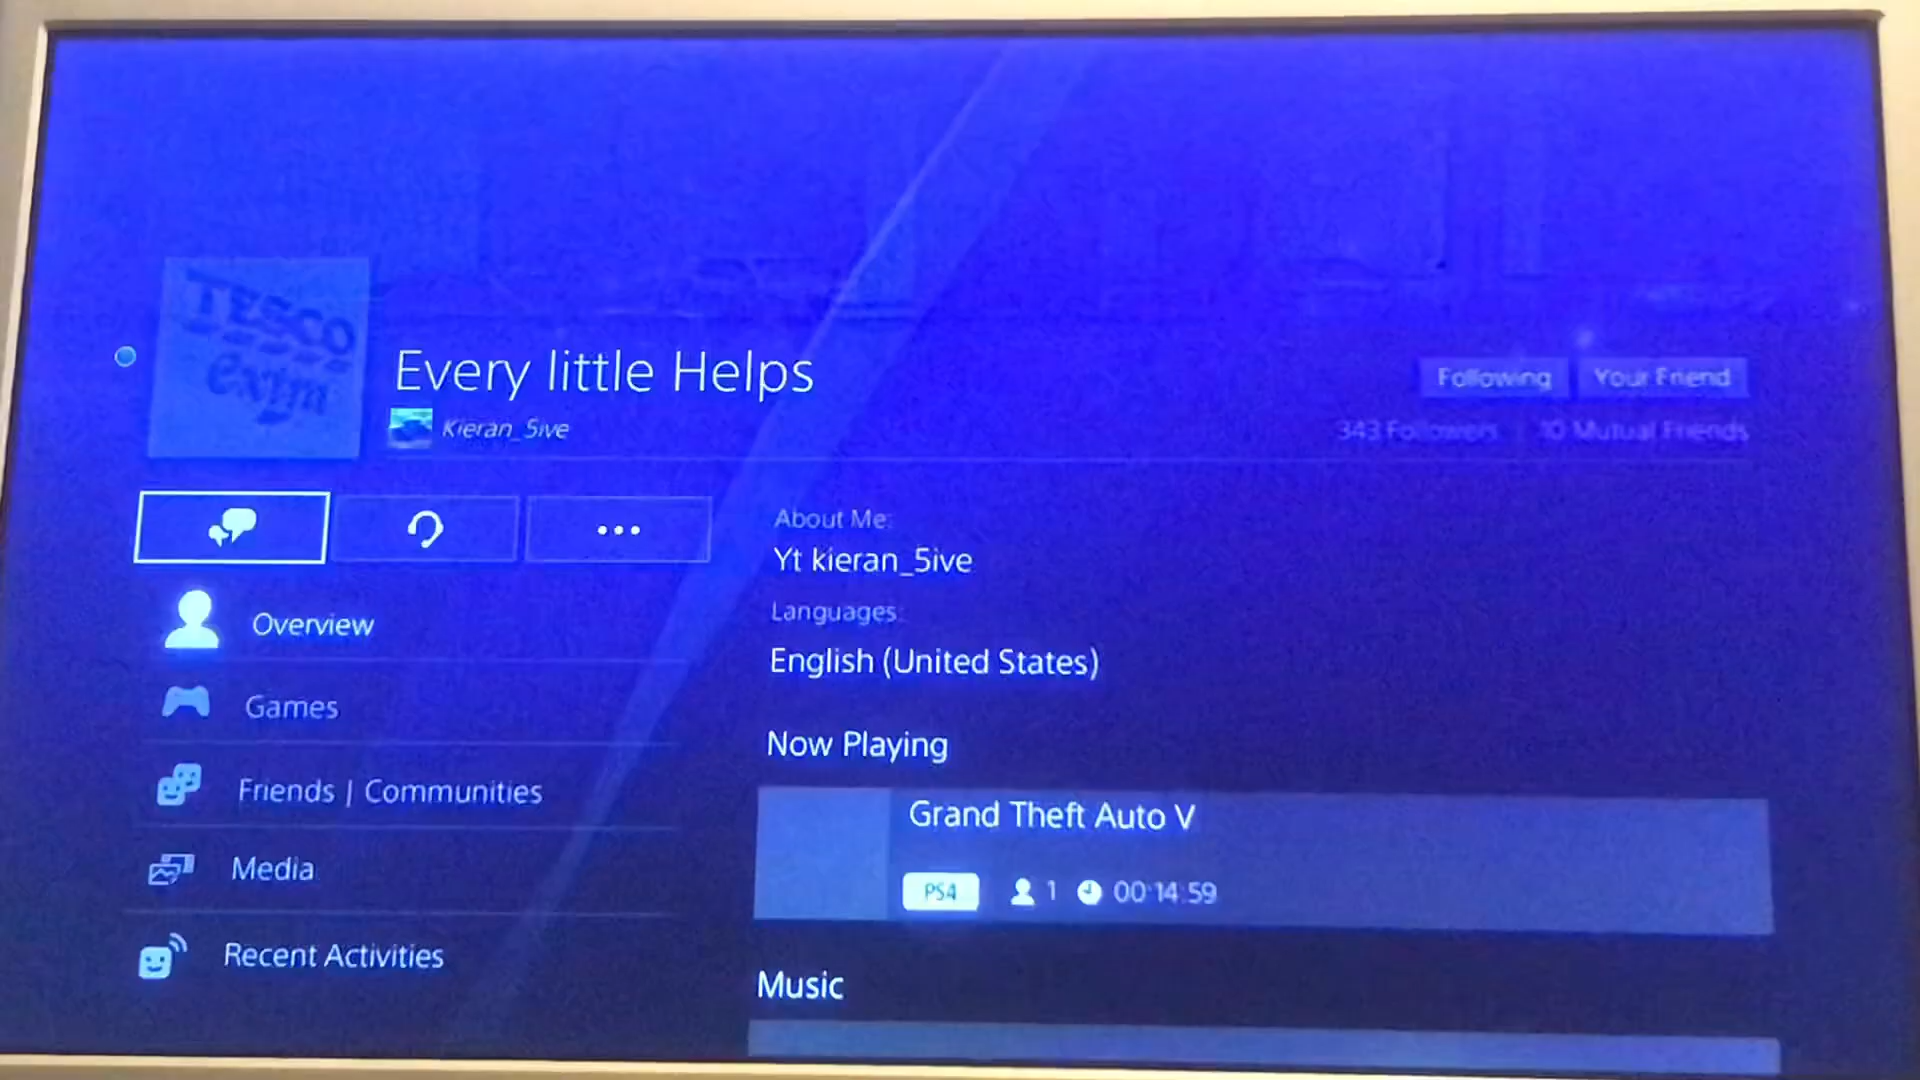 TESCO
extra
Every little Helps
Kieran_5ive
Following
Your Friend
343 Followers | 10 Mutual Friends
About Me:
Yt kieran_5ive
Languages:
English (United States)
Overview
Games
Friends | Communities
Media
Recent Activities
Now Playing
Grand Theft Auto V
PS4 1 00:14:59
Music